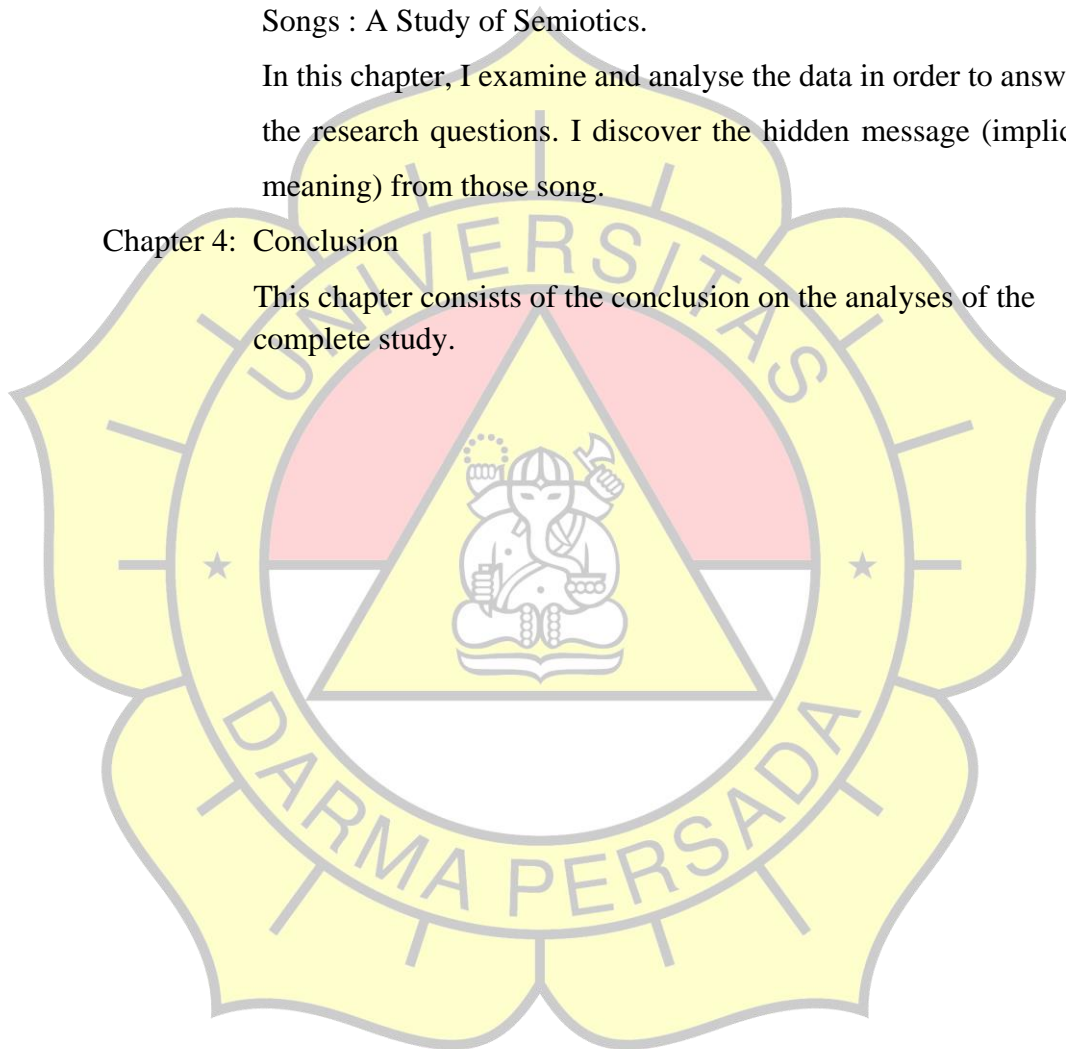 Songs : A Study of Semiotics.
In this chapter, I examine and analyse the data in order to answ
the research questions. I discover the hidden message (implic
meaning) from those song.
Chapter 4: Conclusion
This chapter consists of the conclusion on the analyses of the
complete study.
UNIVERSITAS
DARMA PERSADA